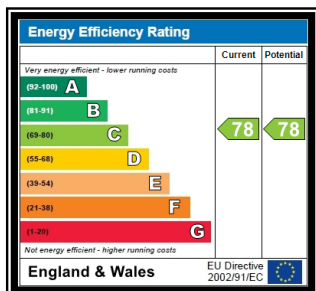 Energy Efficiency Rating
Current Potential
Very energy efficient - lower running costs
(92-100) A
(81-91) B
(69-80) C 78 78
(55-68) D
(39-54) E
(21-38) F
(1-20) G
Not energy efficient - higher running costs
England & Wales
EU Directive
2002/91/EC